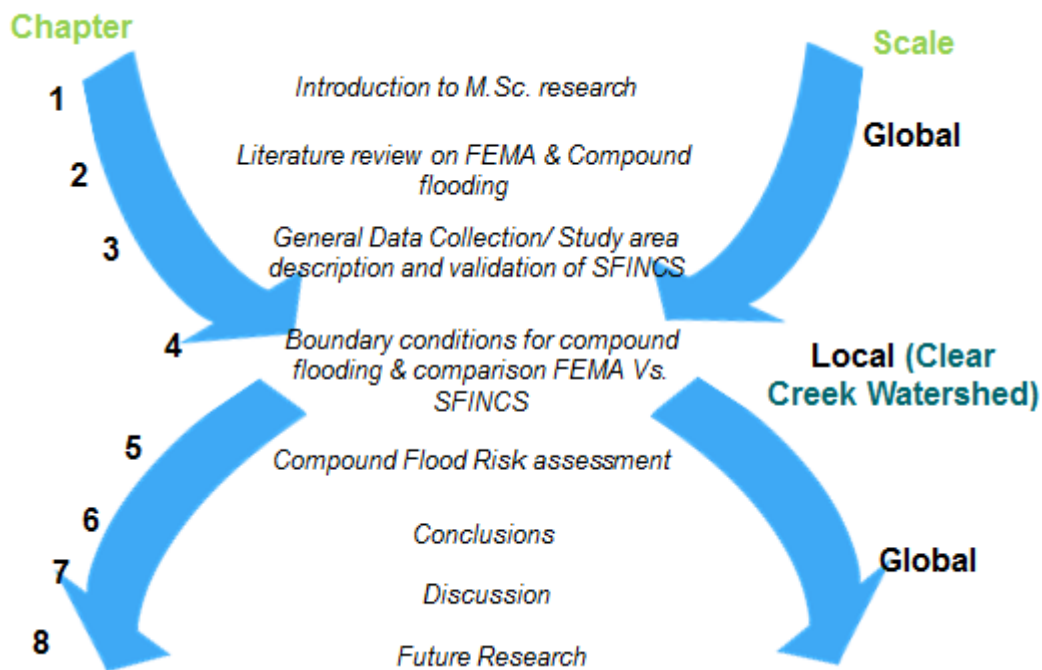 Chapter
Scale
1
Introduction to M.Sc. research
Global
2
Literature review on FEMA & Compound
flooding
3
General Data Collection/ Study area
description and validation of SFINCS
4
Boundary conditions for compound
flooding & comparison FEMA Vs.
SFINCS
Local (Clear
Creek Watershed)
5
Compound Flood Risk assessment
6
Conclusions
7
Global
Discussion
8
Future Research